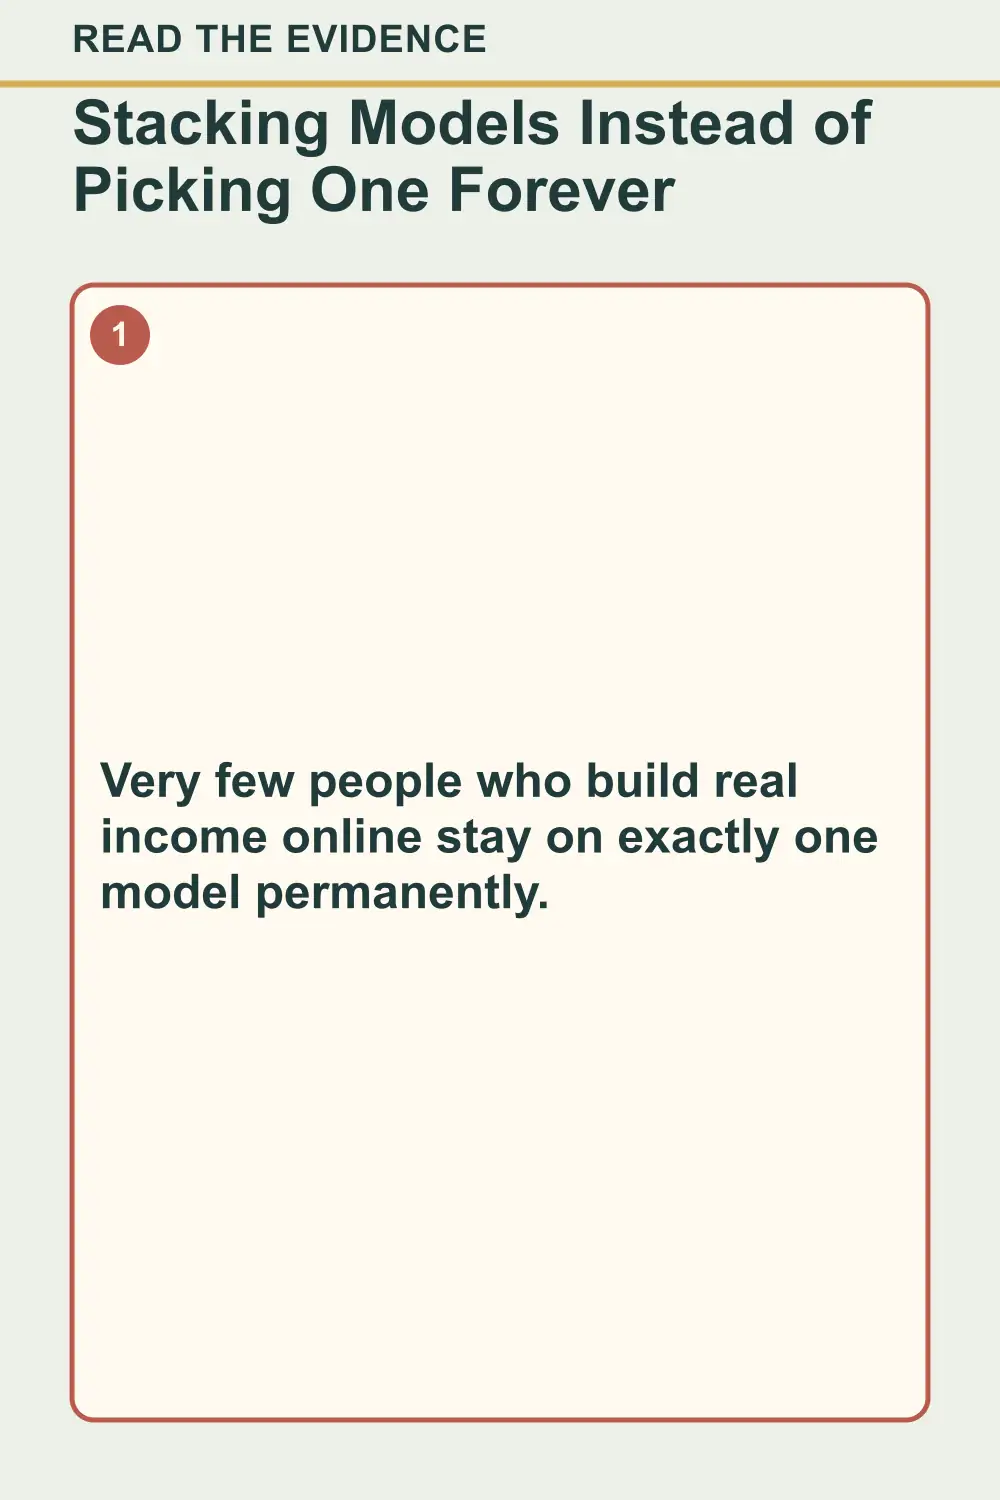 READ THE EVIDENCE
Stacking Models Instead of
Picking One Forever
1
Very few people who build real
income online stay on exactly one
model permanently.